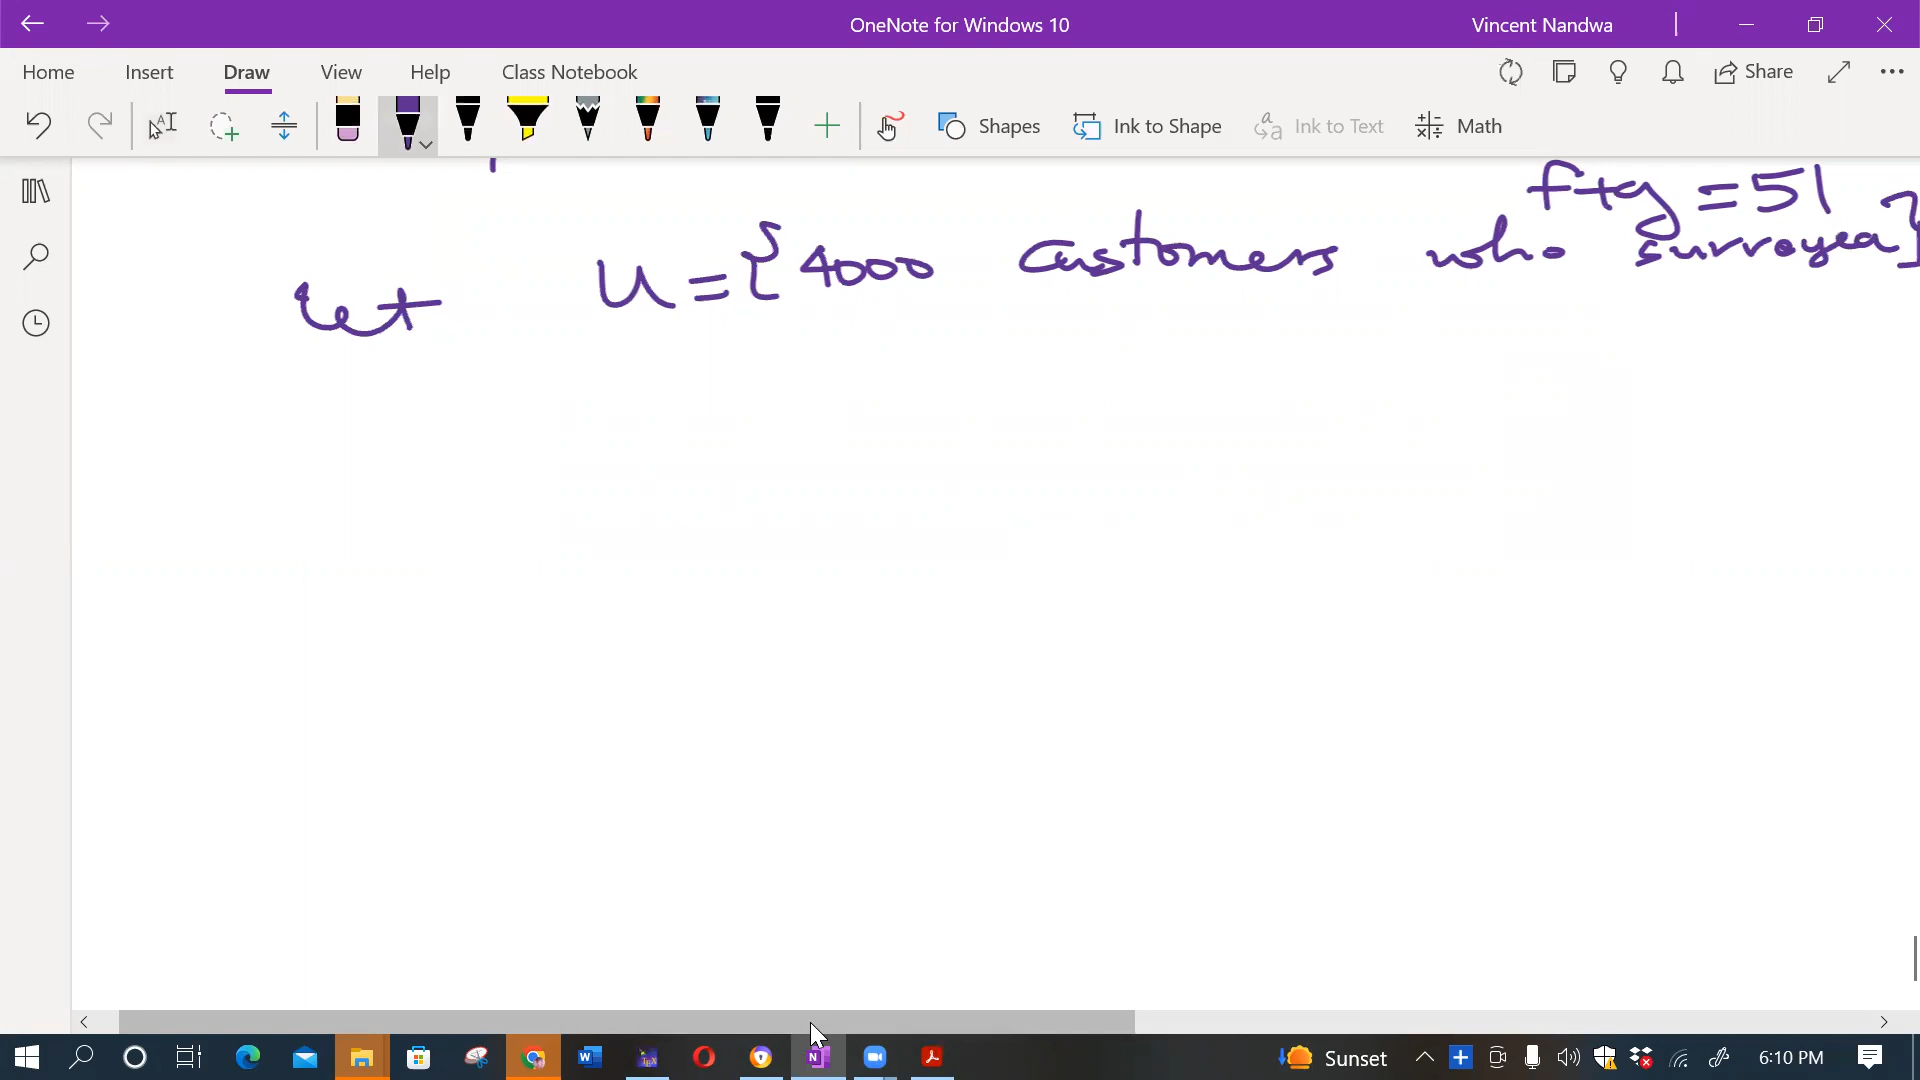 OneNote for Windows 10
Vincent Nandwa
Home Insert Draw View Help Class Notebook Share
Shapes Ink to Shape Ink to Text Math
f+g = 51
let U = {4000 customers who surveyed}
Sunset 6:10 PM